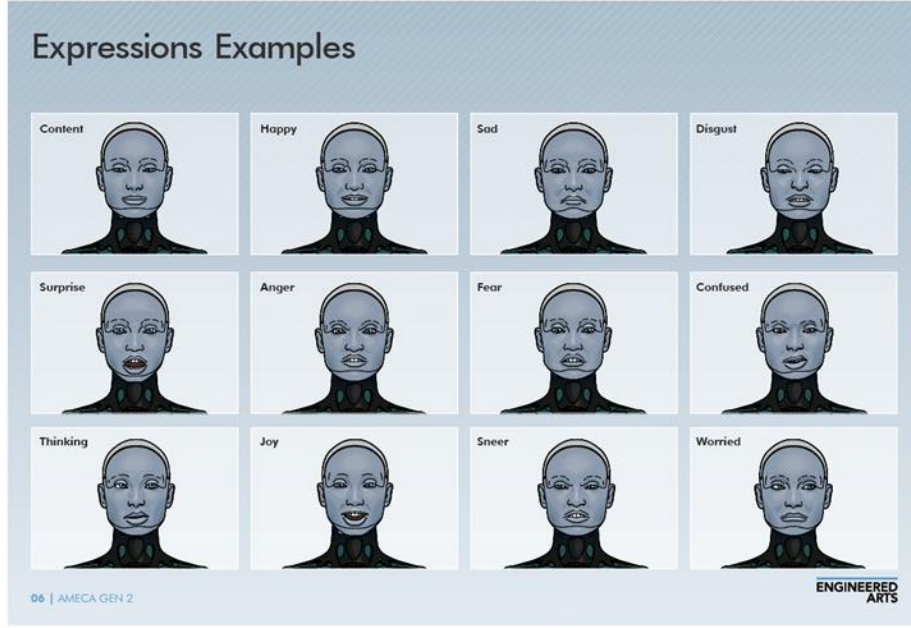 Expressions Examples
Content
Happy
Sad
Disgust
Surprise
Anger
Fear
Confused
Thinking
Joy
Sneer
Worried
06 | AMECA GEN 2
ENGINEERED
ARTS